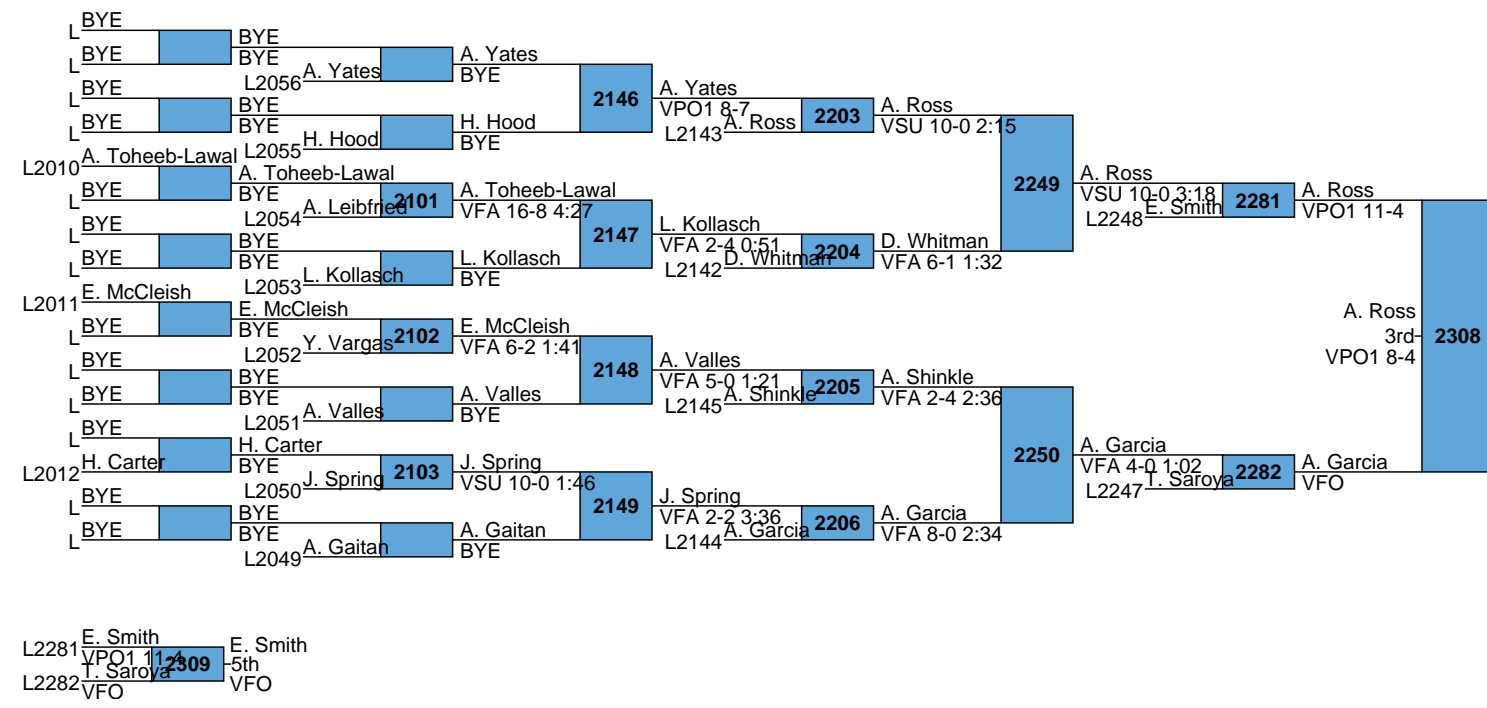 BYE
L
BYE
L
BYE
BYE
L2056 A. Yates
A. Yates
BYE
BYE
L
BYE
L
BYE
BYE
L2055 H. Hood
H. Hood
BYE
2146
A. Yates
VPO1 8-7
L2143 A. Ross
2203
A. Ross
VSU 10-0 2:15
L2010 A. Toheeb-Lawal
BYE
L
A. Toheeb-Lawal
BYE
L2054 A. Leibfried
2101
A. Toheeb-Lawal
VFA 16-8 4:27
BYE
L
BYE
L
BYE
BYE
L2053 L. Kollasch
L. Kollasch
BYE
2147
L. Kollasch
VFA 2-4 0:51
L2142 D. Whitman
2204
D. Whitman
VFA 6-1 1:32
2249
A. Ross
VSU 10-0 3:18
L2248 E. Smith
2281
A. Ross
VPO1 11-4
L2011 E. McCleish
BYE
L
E. McCleish
BYE
L2052 Y. Vargas
2102
E. McCleish
VFA 6-2 1:41
BYE
L
BYE
L
BYE
BYE
L2051 A. Valles
A. Valles
BYE
2148
A. Valles
VFA 5-0 1:21
L2145 A. Shinkle
2205
A. Shinkle
VFA 2-4 2:36
BYE
L
L2012 H. Carter
H. Carter
BYE
L2050 J. Spring
2103
J. Spring
VSU 10-0 1:46
BYE
L
BYE
L
BYE
BYE
L2049 A. Gaitan
A. Gaitan
BYE
2149
J. Spring
VFA 2-2 3:36
L2144 A. Garcia
2206
A. Garcia
VFA 8-0 2:34
2250
A. Garcia
VFA 4-0 1:02
L2247 T. Saroya
2282
A. Garcia
VFO
A. Ross
3rd
VPO1 8-4
2308
L2281 E. Smith
VPO1 11-4
L2282 T. Saroya
VFO
2309
E. Smith
5th
VFO